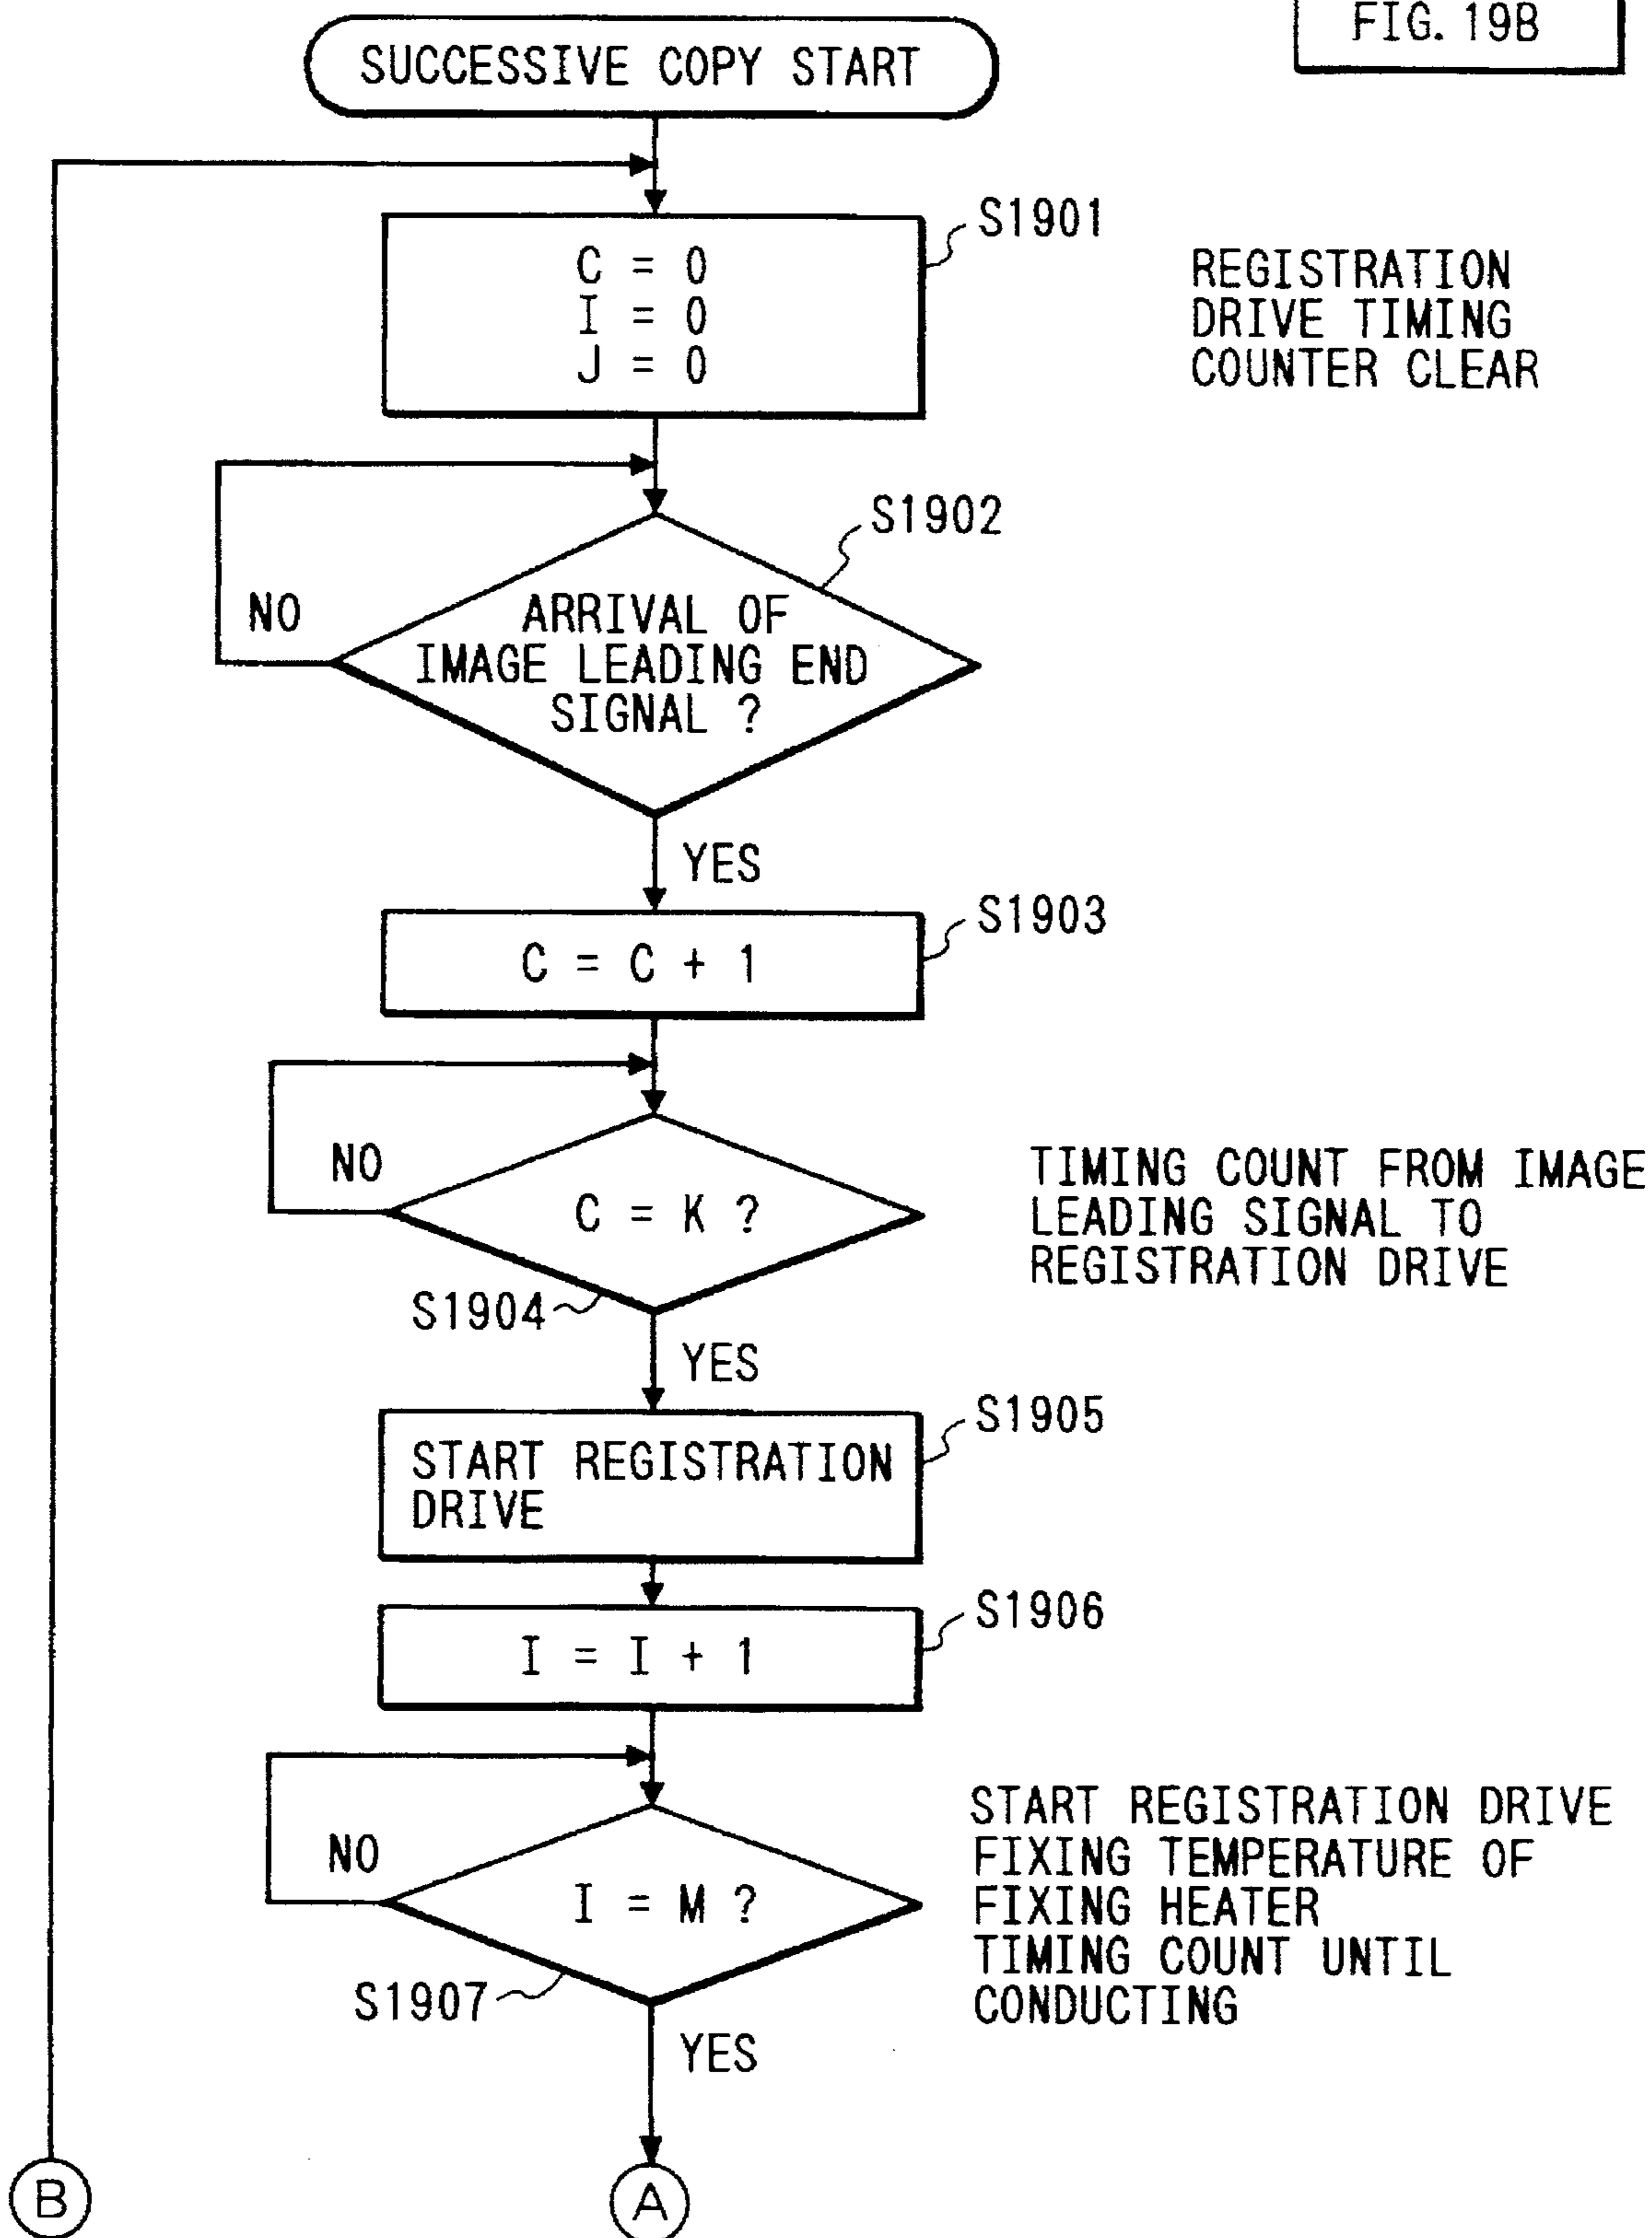 FIG. 19B
SUCCESSIVE COPY START
S1901
C = 0
I = 0
J = 0
REGISTRATION
DRIVE TIMING
COUNTER CLEAR
S1902
NO
ARRIVAL OF
IMAGE LEADING END
SIGNAL ?
YES
S1903
C = C + 1
NO
C = K ?
TIMING COUNT FROM IMAGE
LEADING SIGNAL TO
REGISTRATION DRIVE
S1904
YES
S1905
START REGISTRATION
DRIVE
S1906
I = I + 1
NO
I = M ?
START REGISTRATION DRIVE
FIXING TEMPERATURE OF
FIXING HEATER
TIMING COUNT UNTIL
CONDUCTING
S1907
YES
B
A